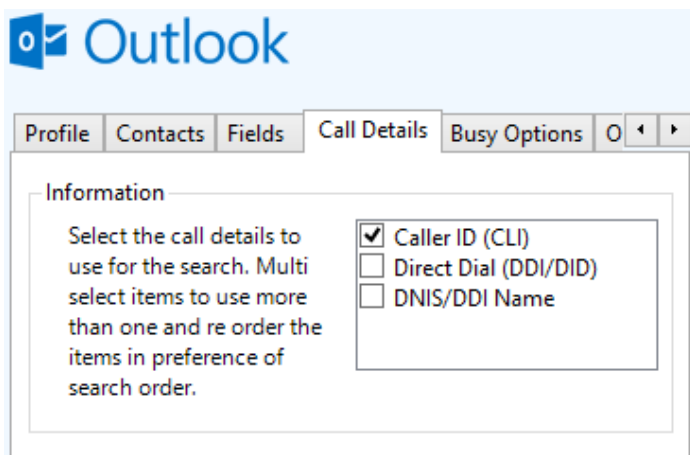 Outlook
Profile Contacts Fields Call Details Busy Options O
Information
Select the call details to
use for the search. Multi
select items to use more
than one and re order the
items in preference of
search order.
Caller ID (CLI)
Direct Dial (DDI/DID)
DNIS/DDI Name